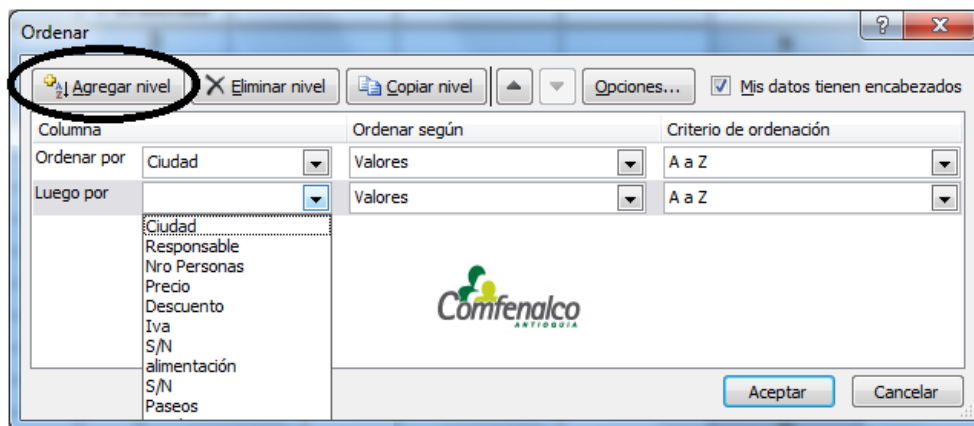 Ordenar
Agregar nivel Eliminar nivel Copiar nivel Opciones... Mis datos tienen encabezados
Columna Ordenar según Criterio de ordenación
Ordenar por Ciudad Valores A a Z
Luego por Valores A a Z
Ciudad
Responsable
Nro Personas
Precio
Descuento
Iva
S/N
alimentación
S/N
Paseos
Comfenalco
ANTIOQUIA
Aceptar Cancelar